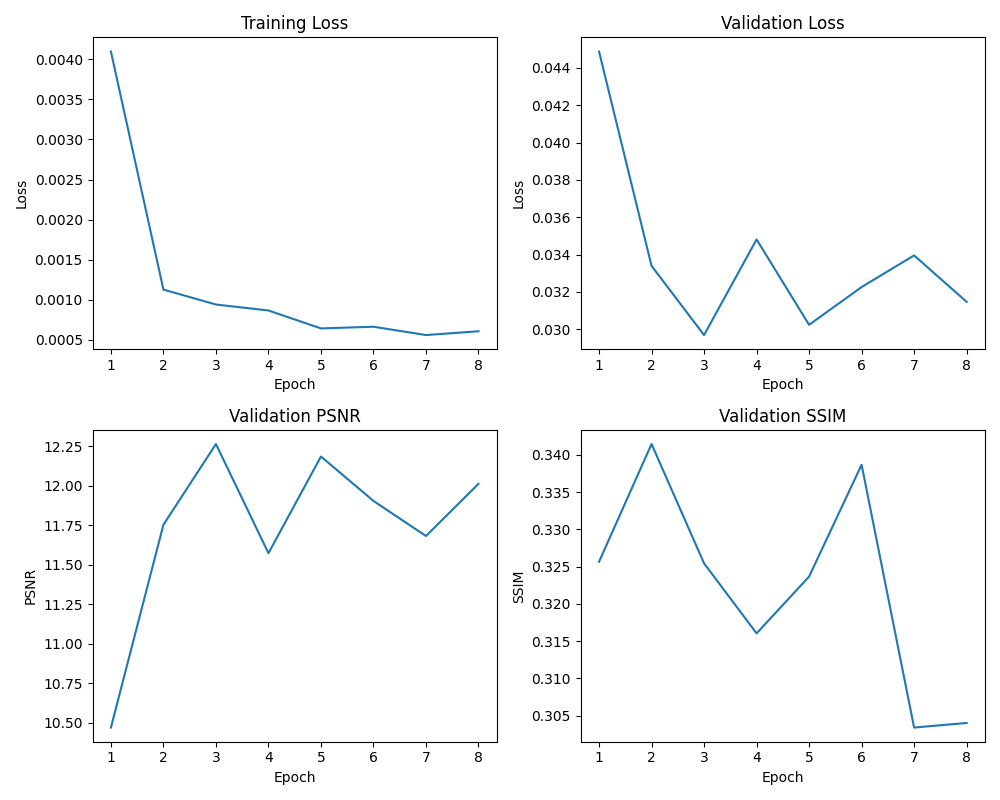 Training Loss
Loss
0.0040
0.0035
0.0030
0.0025
0.0020
0.0015
0.0010
0.0005
1 2 3 4 5 6 7 8
Epoch
Validation Loss
Loss
0.044
0.042
0.040
0.038
0.036
0.034
0.032
0.030
1 2 3 4 5 6 7 8
Epoch
Validation PSNR
PSNR
12.25
12.00
11.75
11.50
11.25
11.00
10.75
10.50
1 2 3 4 5 6 7 8
Epoch
Validation SSIM
SSIM
0.340
0.335
0.330
0.325
0.320
0.315
0.310
0.305
1 2 3 4 5 6 7 8
Epoch